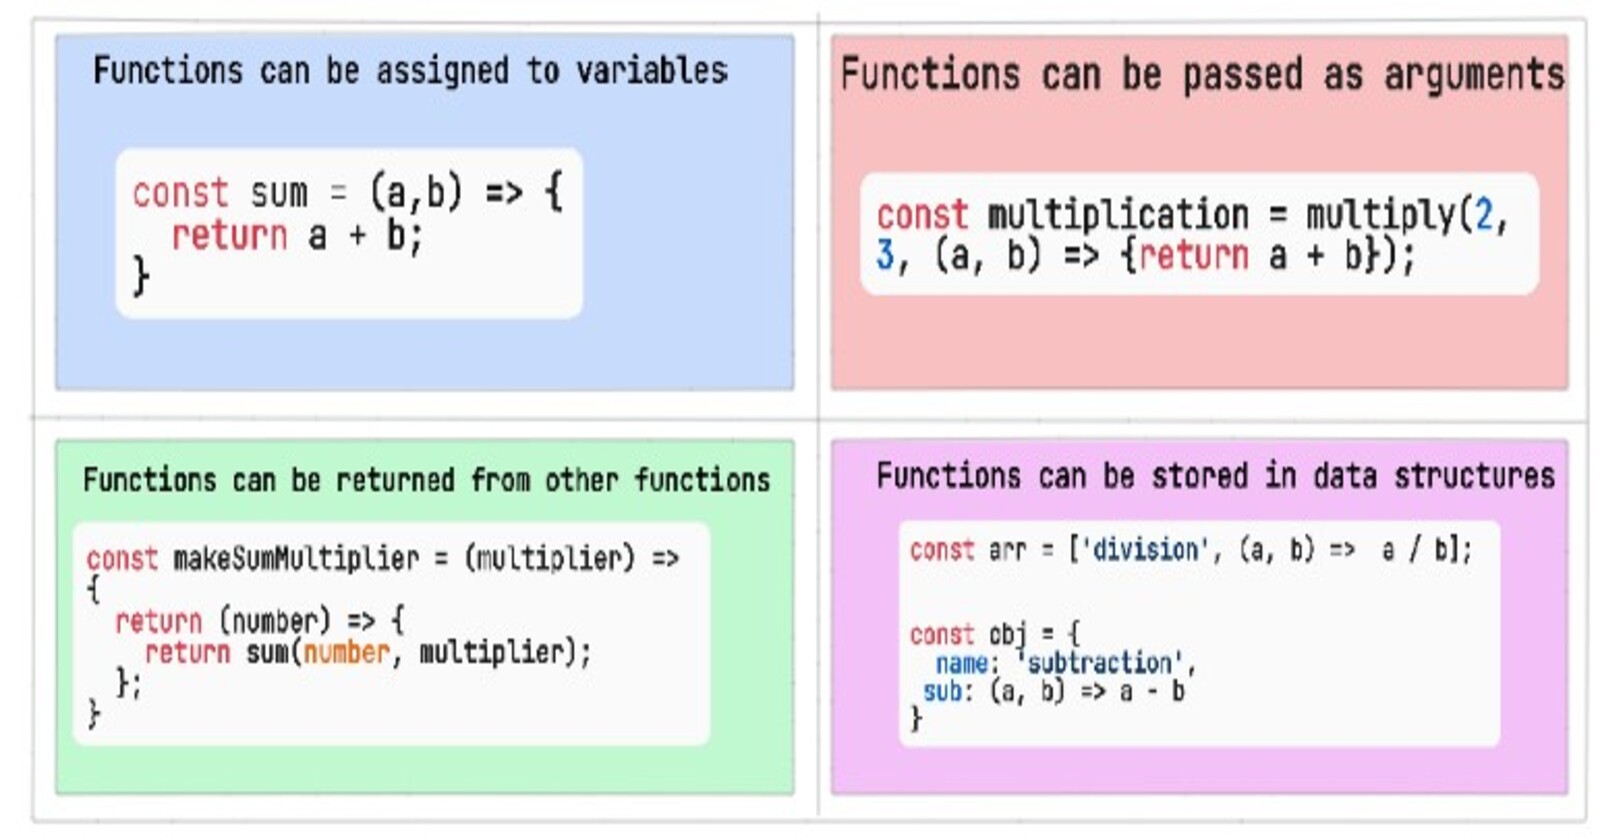 Functions can be assigned to variables
const sum = (a,b) => {
  return a + b;
}
Functions can be passed as arguments
const multiplication = multiply(2,
3, (a, b) => {return a + b});
Functions can be returned from other functions
const makeSumMultiplier = (multiplier) =>
{
  return (number) => {
    return sum(number, multiplier);
  };
}
Functions can be stored in data structures
const arr = ['division', (a, b) =>  a / b];
const obj = {
  name: 'subtraction',
 sub: (a, b) => a - b
}